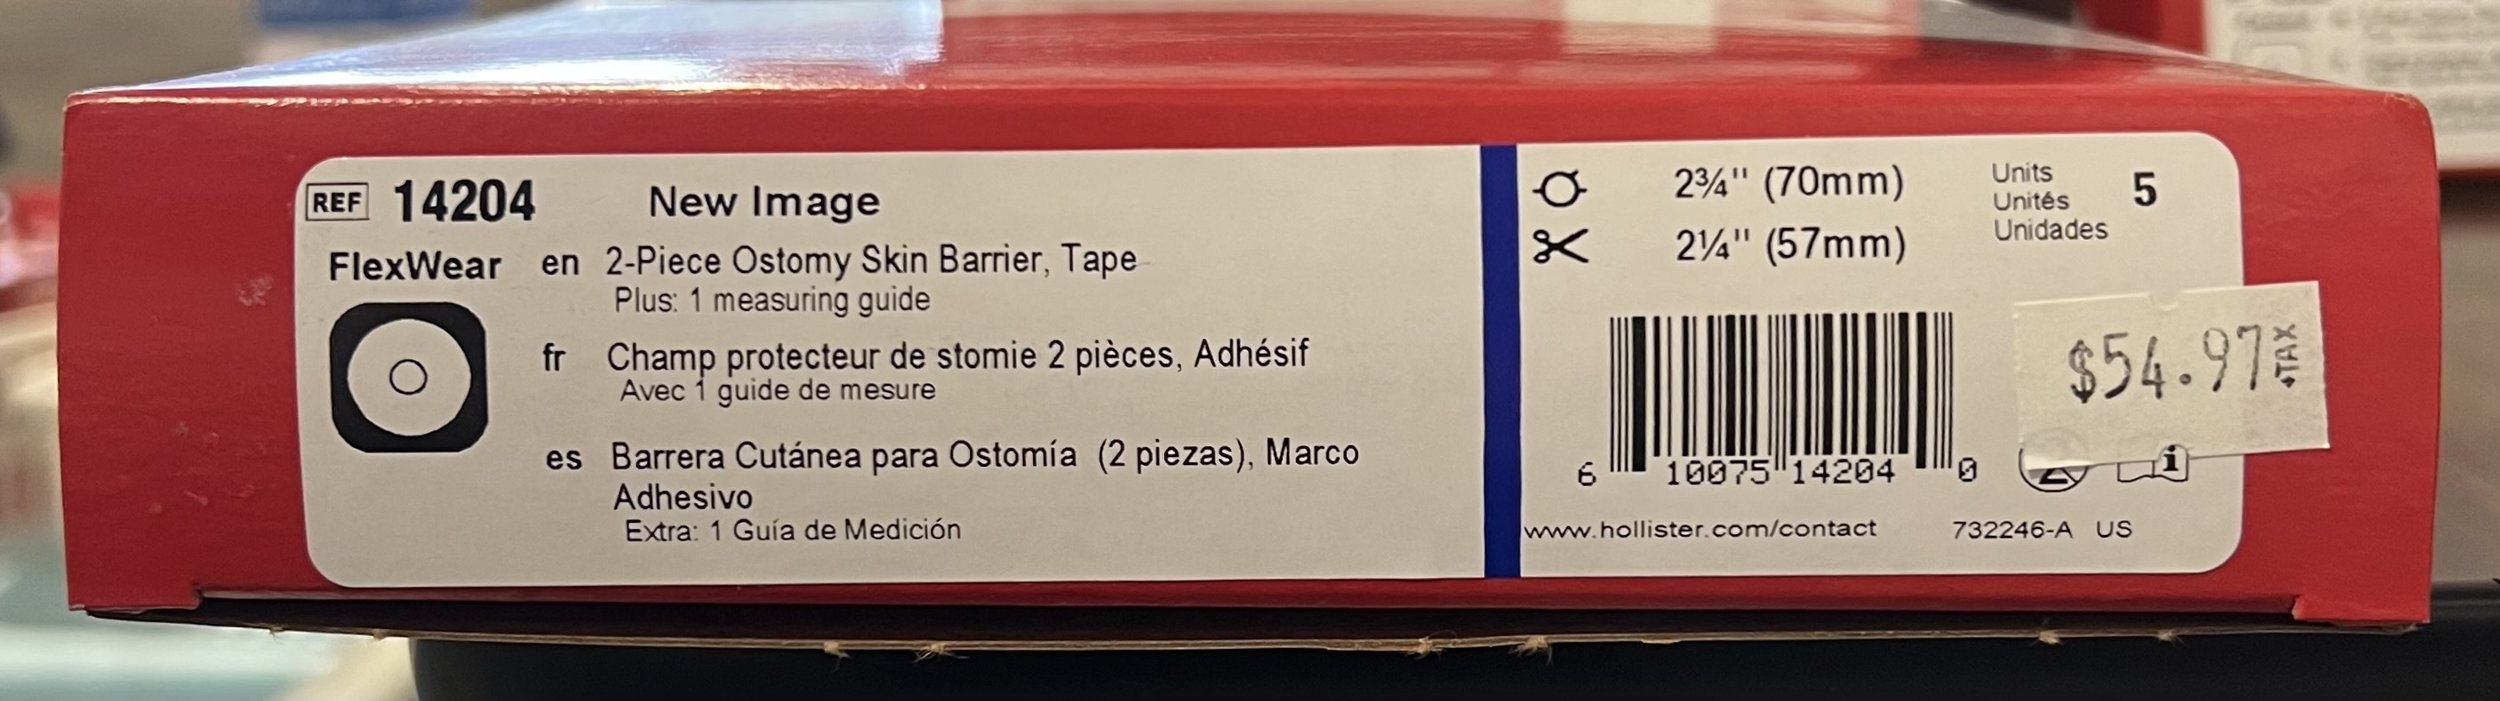 REF 14204 New Image
FlexWear
en 2-Piece Ostomy Skin Barrier, Tape
Plus: 1 measuring guide
fr Champ protecteur de stomie 2 pièces, Adhésif
Avec 1 guide de mesure
es Barrera Cutánea para Ostomía (2 piezas), Marco
Adhesivo
Extra: 1 Guía de Medición
2¾" (70mm)
2¼" (57mm)
Units
Unités
Unidades
5
$54.97 +TAX
6 10075 14204 0
i
www.hollister.com/contact 732246-A US